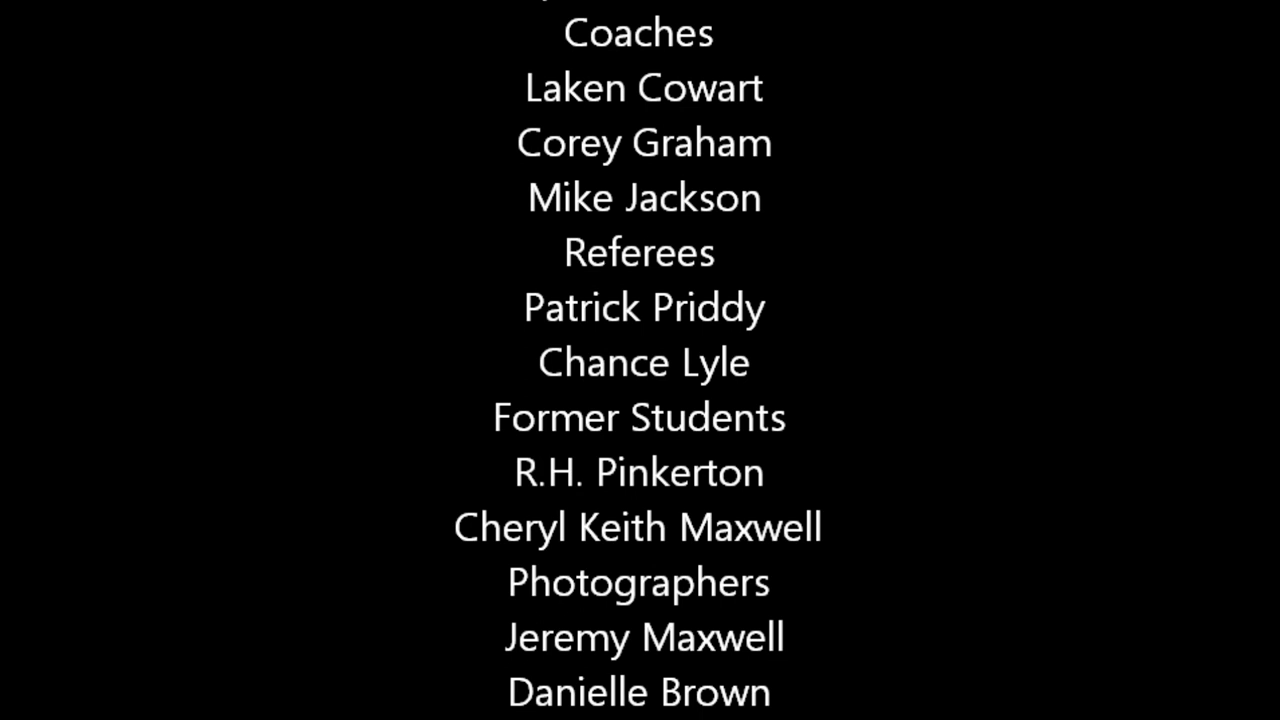 Coaches
Laken Cowart
Corey Graham
Mike Jackson
Referees
Patrick Priddy
Chance Lyle
Former Students
R.H. Pinkerton
Cheryl Keith Maxwell
Photographers
Jeremy Maxwell
Danielle Brown